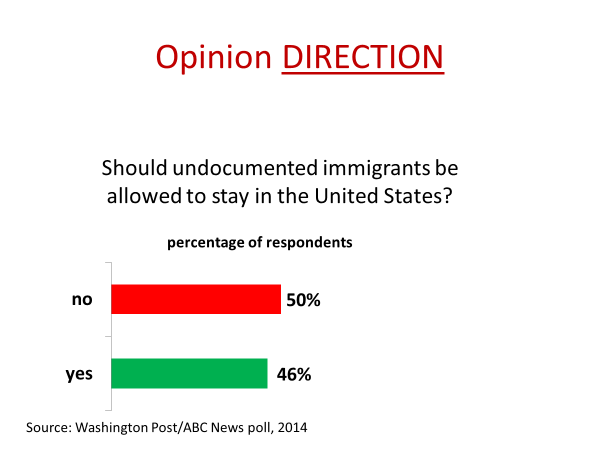 Opinion DIRECTION
Should undocumented immigrants be
allowed to stay in the United States?
percentage of respondents
no 50%
yes 46%
Source: Washington Post/ABC News poll, 2014